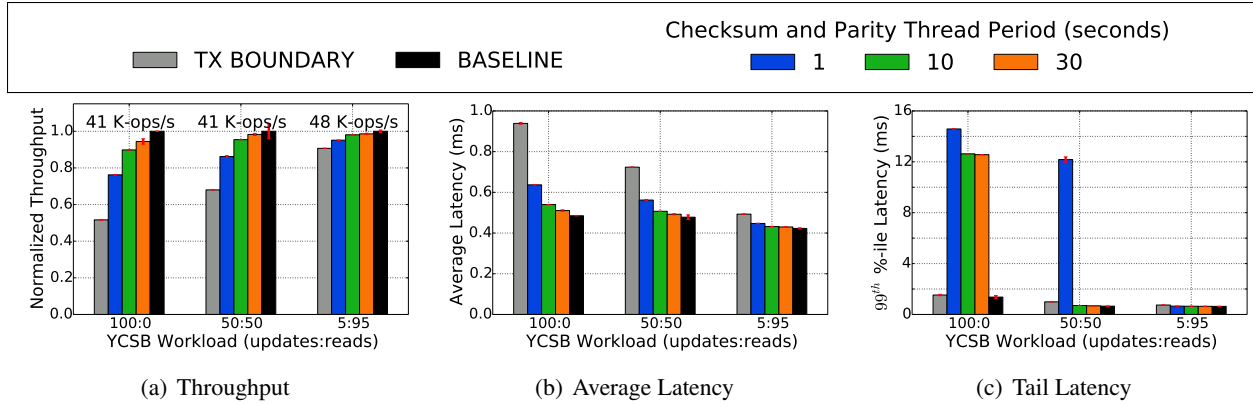 Checksum and Parity Thread Period (seconds)
TX BOUNDARY BASELINE 1 10 30
41 K-ops/s 41 K-ops/s 48 K-ops/s
Normalized Throughput
1.0
0.8
0.6
0.4
0.2
0.0
100:0 50:50 5:95
YCSB Workload (updates:reads)
(a) Throughput
Average Latency (ms)
1.0
0.8
0.6
0.4
0.2
0.0
100:0 50:50 5:95
YCSB Workload (updates:reads)
(b) Average Latency
99th %-ile Latency (ms)
16
12
8
4
0
100:0 50:50 5:95
YCSB Workload (updates:reads)
(c) Tail Latency